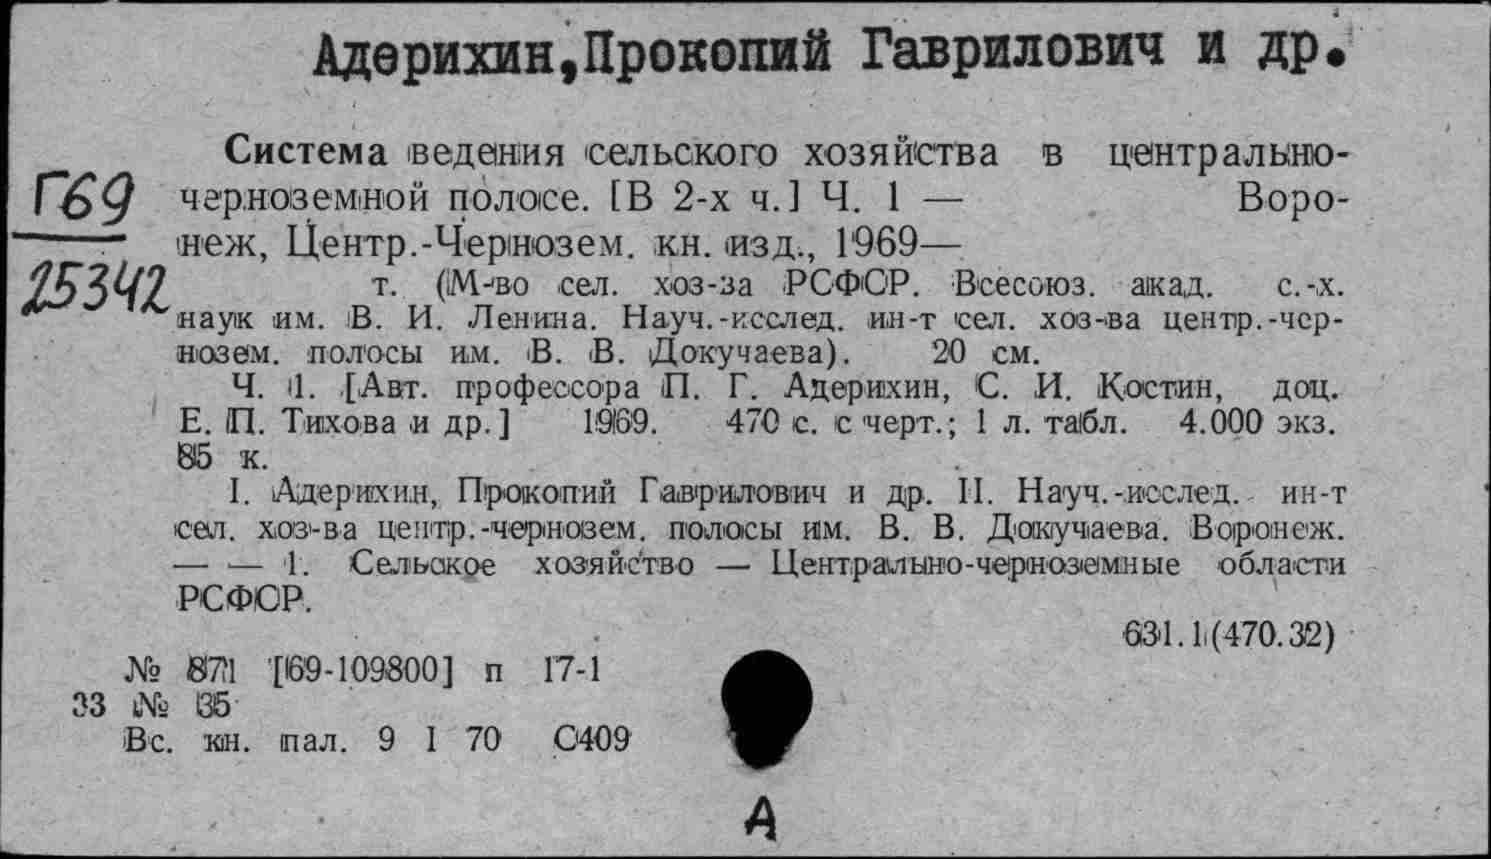 Адерихин,Прокопий Гаврилович и др.
Система ведения сельского хозяйства в центрально-
черноземной полосе. [В 2-х ч.] Ч. 1 — Воро-
неж, Центр.-Чернозем. кн. изд., 1969—
Г69
25342
т. (М-во сел. хоз-за РСФСР. Всесоюз. акад. с.-х.
наук им. В. И. Ленина. Науч.-исслед. ин-т сел. хоз-ва центр.-чер-
нозем. полосы им. В. В. Докучаева). 20 см.
Ч. 1. [Авт. профессора П. Г. Адерихин, С. И. Костин, доц.
Е. П. Тихова и др.] 1969. 470 с. с черт.; 1 л. табл. 4.000 экз.
85 к.
I. Адерихин, Прокопий Гаврилович и др. II. Науч.-исслед. ин-т
сел. хоз-ва центр.-чернозем. полосы им. В. В. Докучаева. Воронеж.
— — 1. Сельское хозяйство — Центрально-черноземные области
РСФСР.
631.1(470.32)
№ 871 [69-109800] п 17-1
33 № 35
Вс. кн. пал. 9 I 70 С409
А